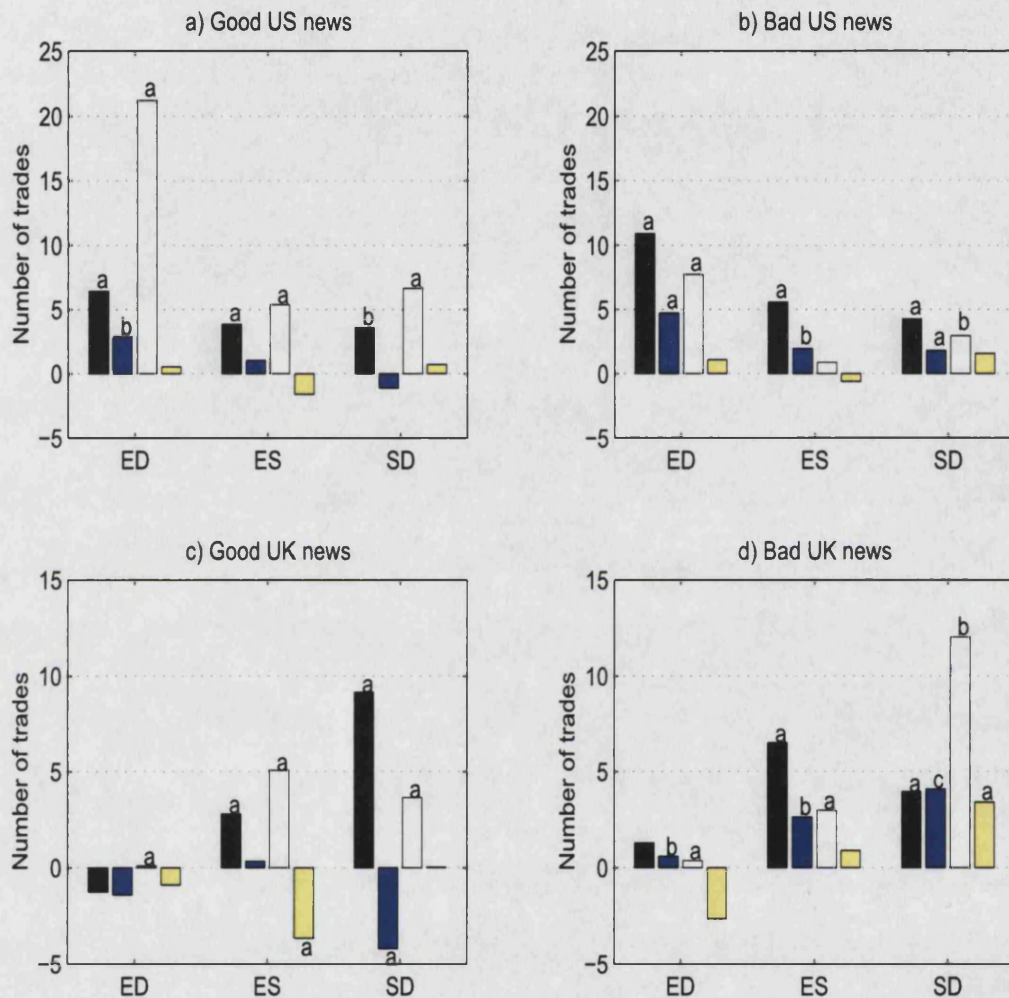 a) Good US news
b) Bad US news
25
20
15
10
5
0
−5
Number of trades
a
b
a
a
a
b
a
ED
ES
SD
25
20
15
10
5
0
−5
Number of trades
a
a
a
a
b
a
a
b
ED
ES
SD
c) Good UK news
d) Bad UK news
15
10
5
0
−5
Number of trades
a
a
a
a
a
a
a
ED
ES
SD
15
10
5
0
−5
Number of trades
b
a
a
b
a
a
c
b
a
ED
ES
SD